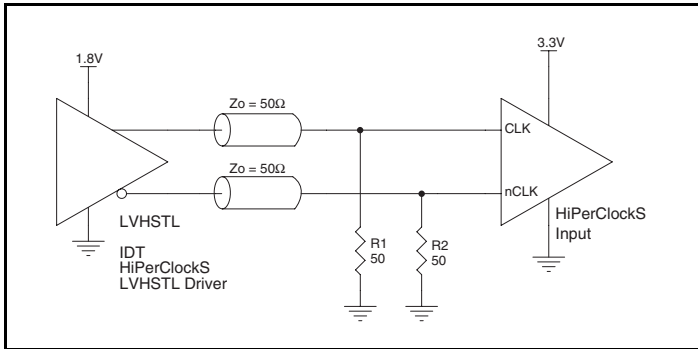 1.8V
3.3V
Zo = 50Ω
CLK
Zo = 50Ω
nCLK
LVHSTL
IDT
HiPerClockS
LVHSTL Driver
R1
50
R2
50
HiPerClockS
Input